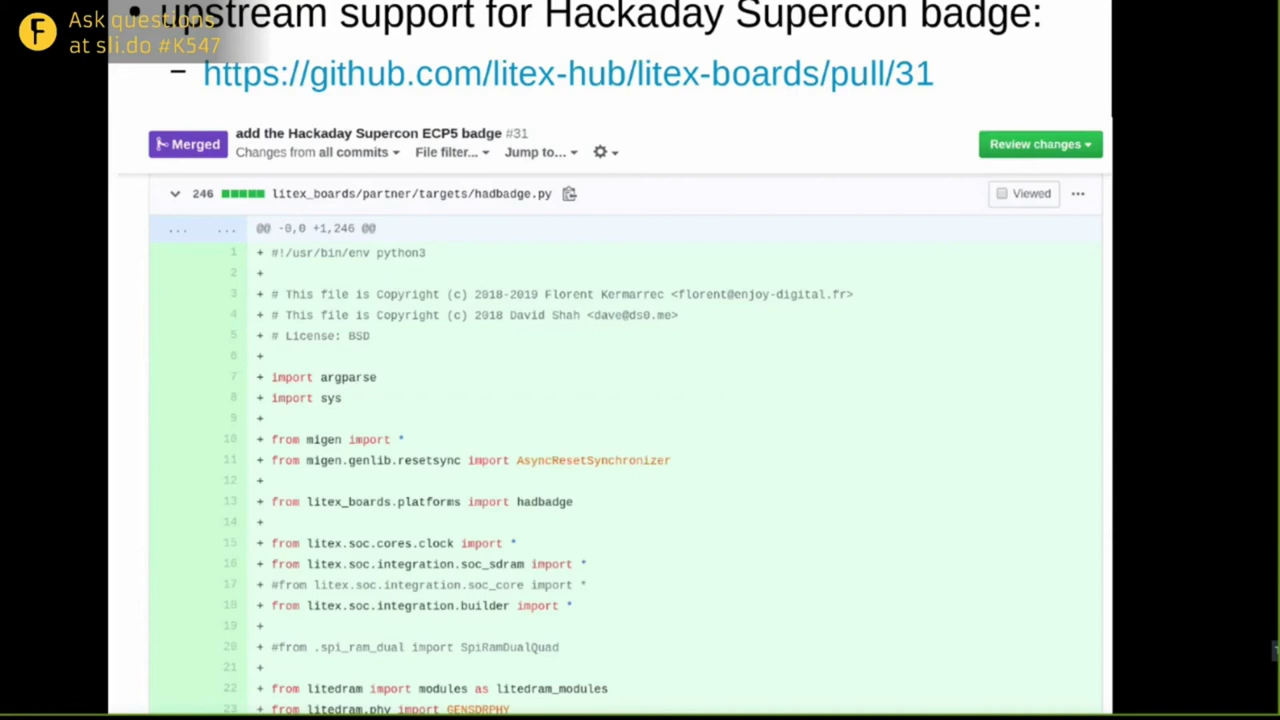 upstream support for Hackaday Supercon badge:
Ask questions
at sli.do #K547
– https://github.com/litex-hub/litex-boards/pull/31
Merged
add the Hackaday Supercon ECP5 badge #31
Changes from all commits File filter... Jump to...
Review changes
246 litex_boards/partner/targets/hadbadge.py
Viewed
... ... @@ -0,0 +1,246 @@
1 + #!/usr/bin/env python3
2 +
3 + # This file is Copyright (c) 2018-2019 Florent Kermarrec <florent@enjoy-digital.fr>
4 + # This file is Copyright (c) 2018 David Shah <dave@ds0.me>
5 + # License: BSD
6 +
7 + import argparse
8 + import sys
9 +
10 + from migen import *
11 + from migen.genlib.resetsync import AsyncResetSynchronizer
12 +
13 + from litex_boards.platforms import hadbadge
14 +
15 + from litex.soc.cores.clock import *
16 + from litex.soc.integration.soc_sdram import *
17 + #from litex.soc.integration.soc_core import *
18 + from litex.soc.integration.builder import *
19 +
20 + #from .spi_ram_dual import SpiRamDualQuad
21 +
22 + from litedram import modules as litedram_modules
23 + from litedram.phy import GENSDRPHY